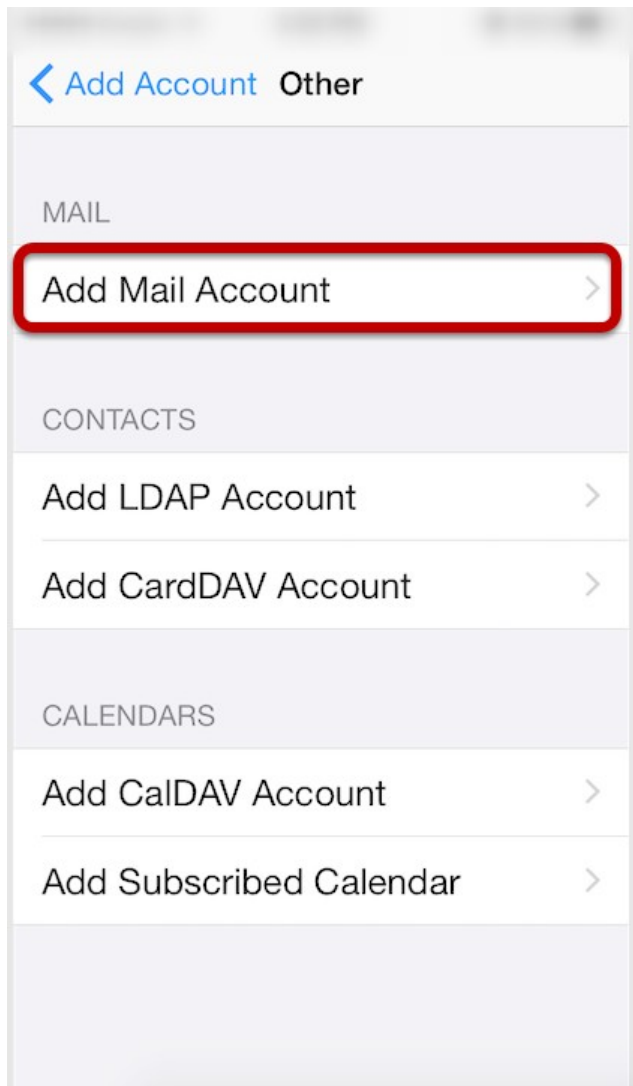 Add Account Other
MAIL
Add Mail Account
CONTACTS
Add LDAP Account
Add CardDAV Account
CALENDARS
Add CalDAV Account
Add Subscribed Calendar